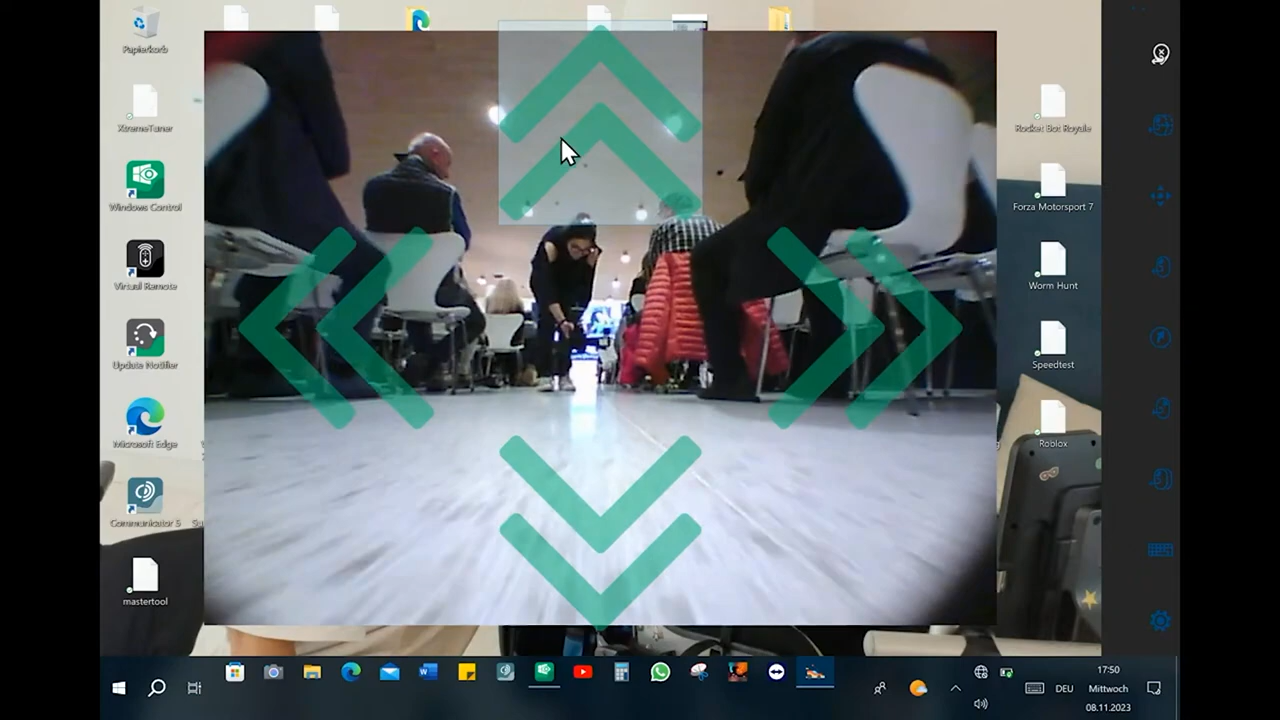 Papierkorb
XtremeTuner
Rocket Bot Royale
Windows Control
Forza Motorsport 7
Virtual Remote
Worm Hunt
Update Notifier
Speedtest
Microsoft Edge
Roblox
Communicator 5
mastertool
17:50
DEU
Mittwoch
08.11.2023